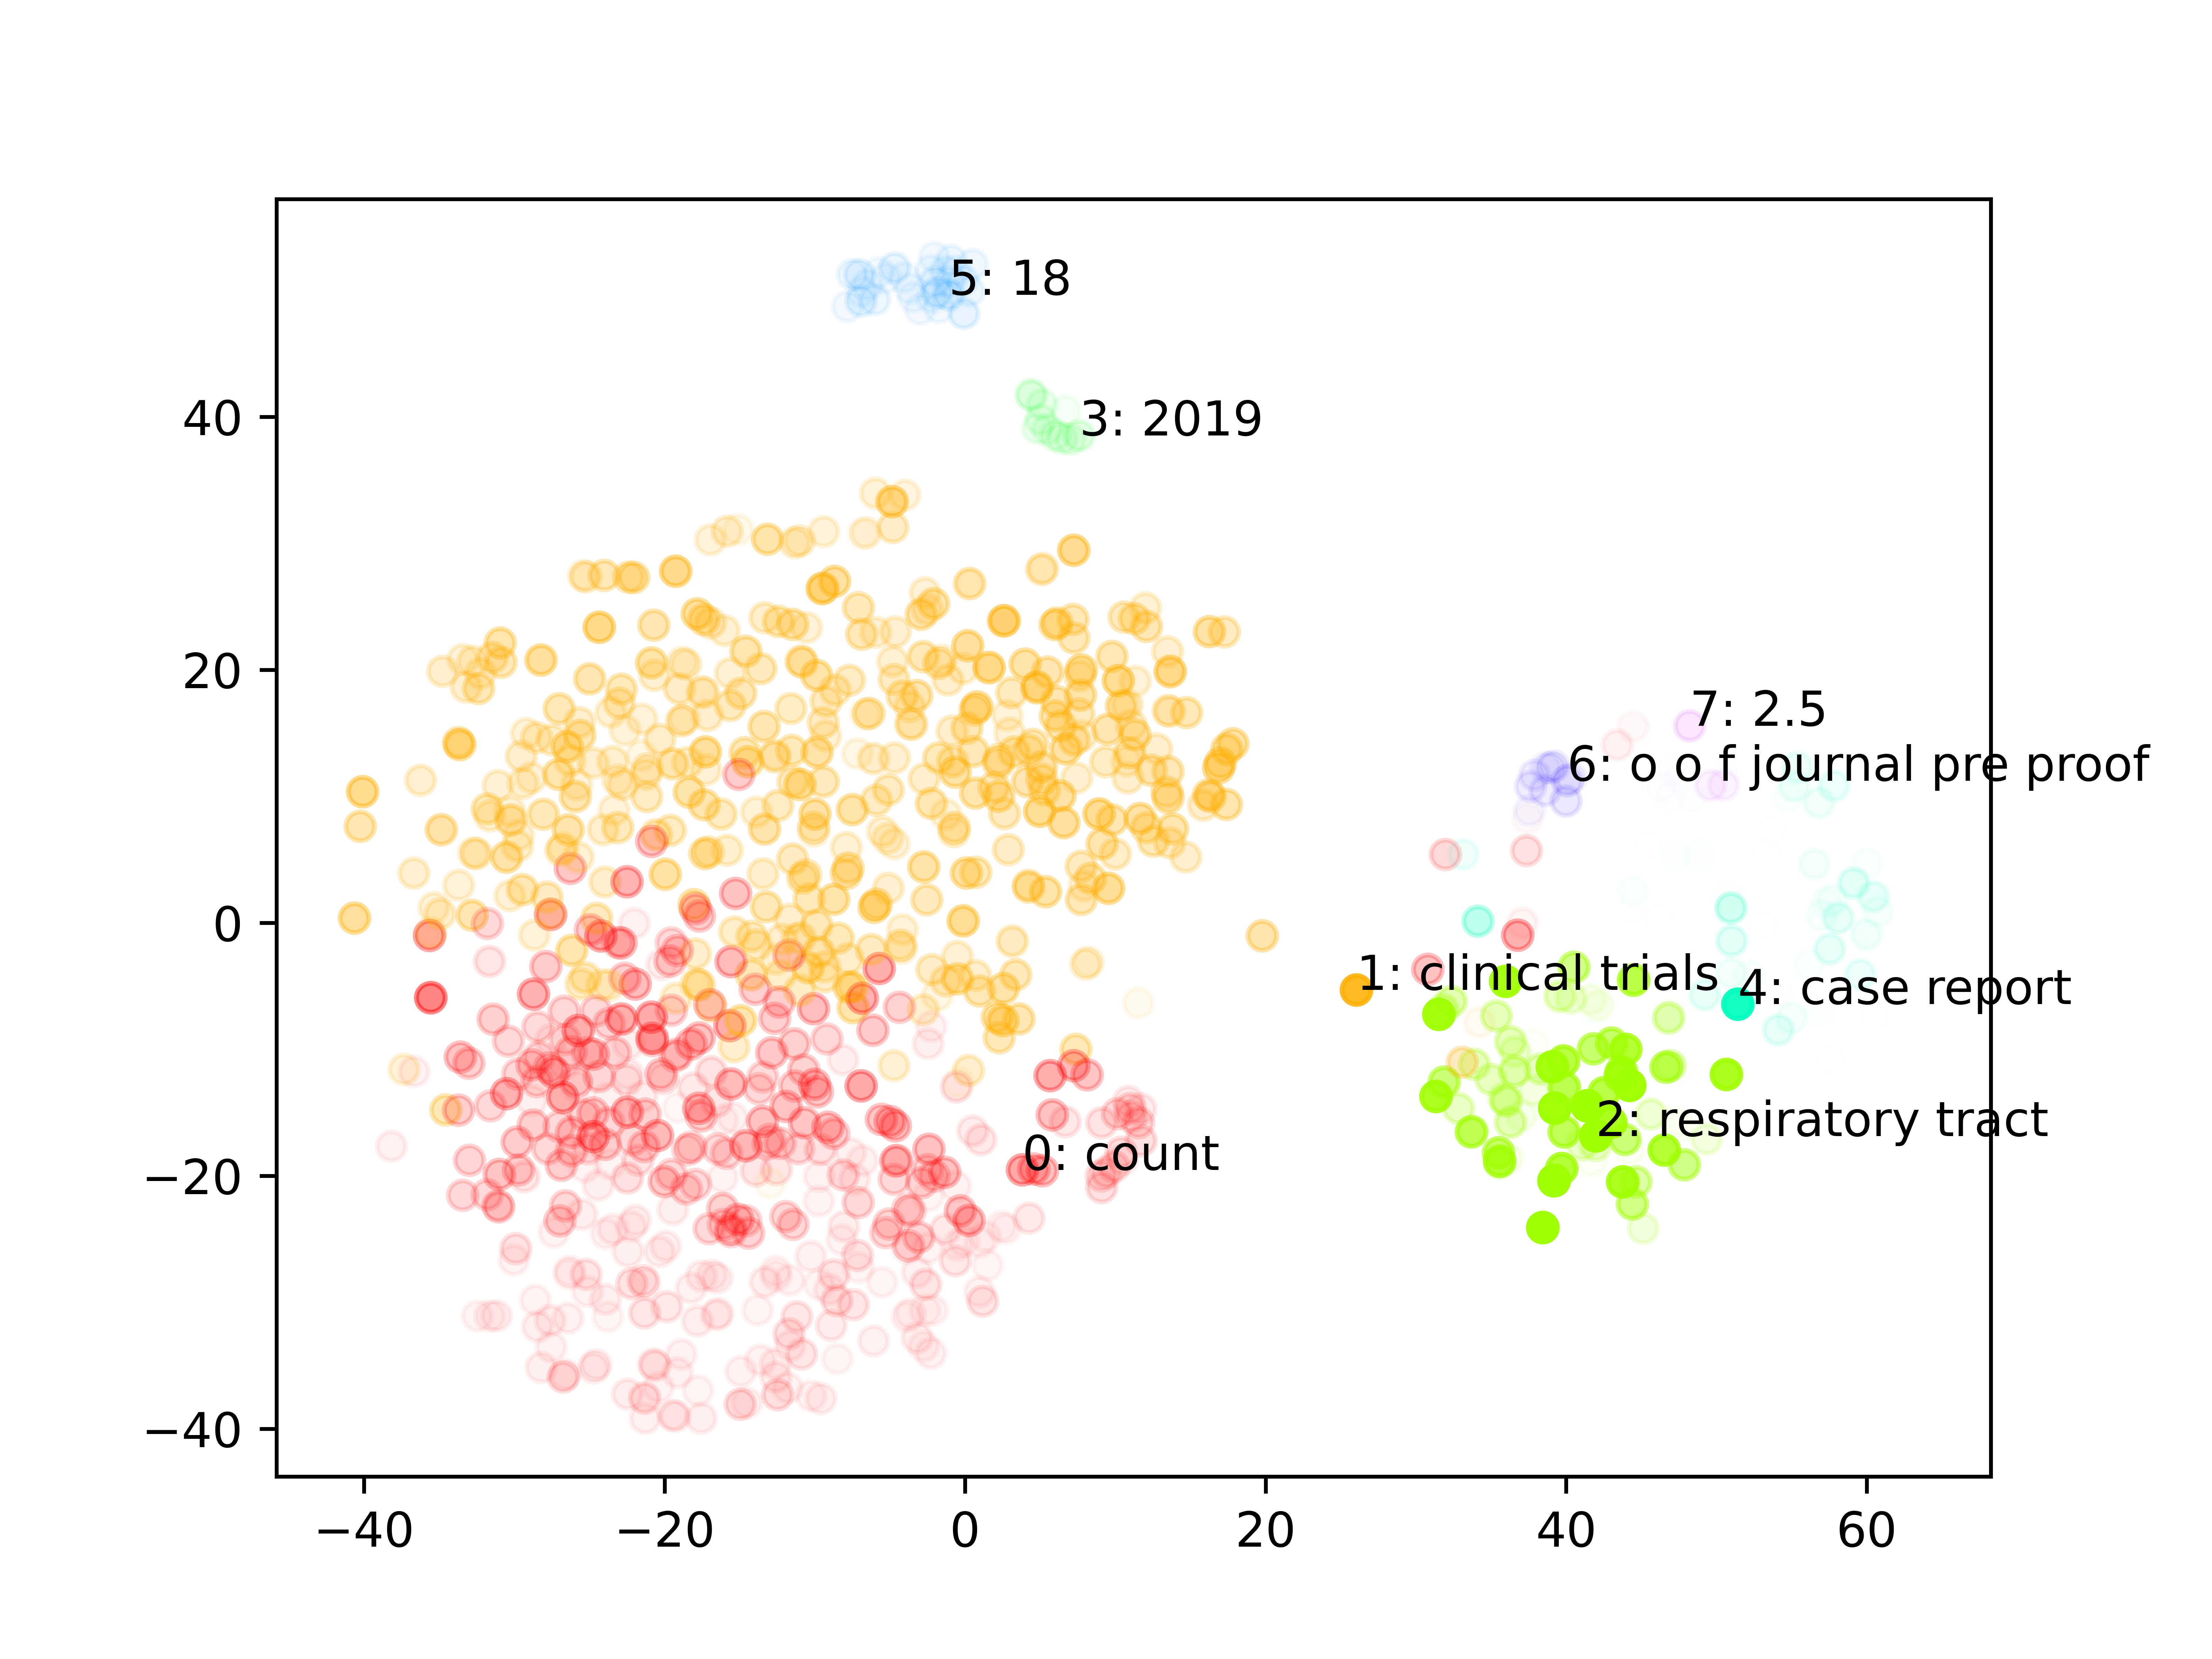 5: 18
40
3: 2019
20
7: 2.5
6: o o f journal pre proof
0
1: clinical trials
4: case report
2: respiratory tract
0: count
−20
−40
−40
−20
0
20
40
60